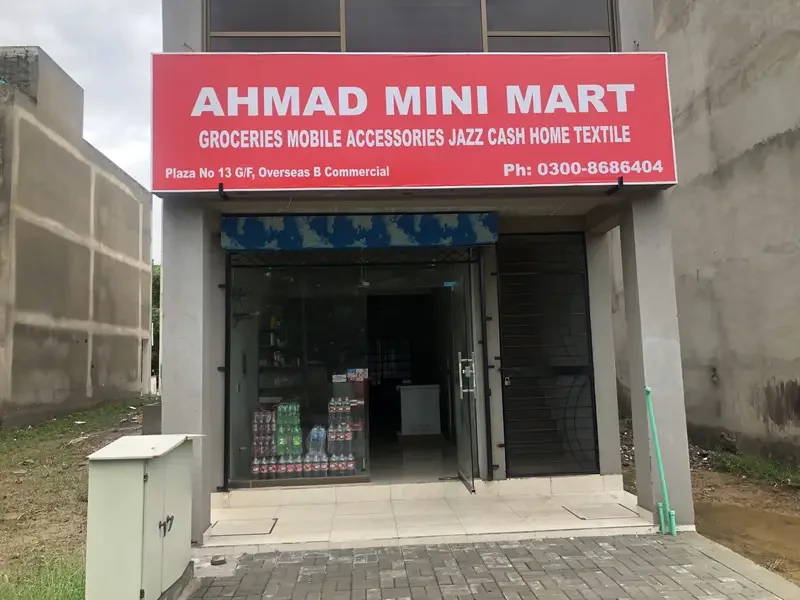 AHMAD MINI MART
GROCERIES MOBILE ACCESSORIES JAZZ CASH HOME TEXTILE
Plaza No 13 G/F, Overseas B Commercial
Ph: 0300-8686404